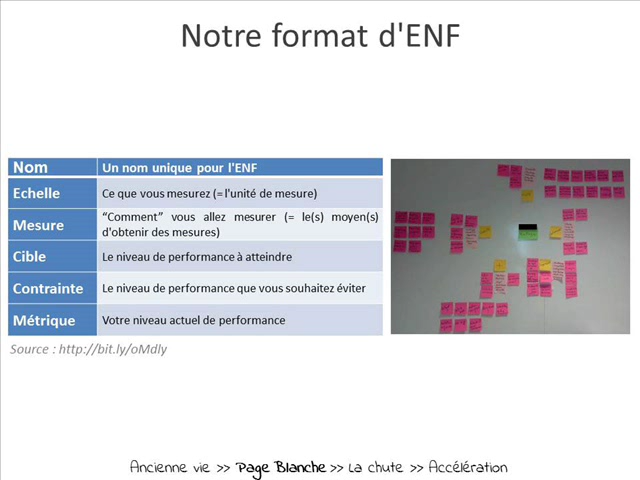 Notre format d'ENF
Nom Un nom unique pour l'ENF
Echelle Ce que vous mesurez (= l'unité de mesure)
Mesure “Comment” vous allez mesurer (= le(s) moyen(s)
d'obtenir des mesures)
Cible Le niveau de performance à atteindre
Contrainte Le niveau de performance que vous souhaitez éviter
Métrique Votre niveau actuel de performance
Source : http://bit.ly/oMdly
Ancienne vie >> Page Blanche >> La chute >> Accélération